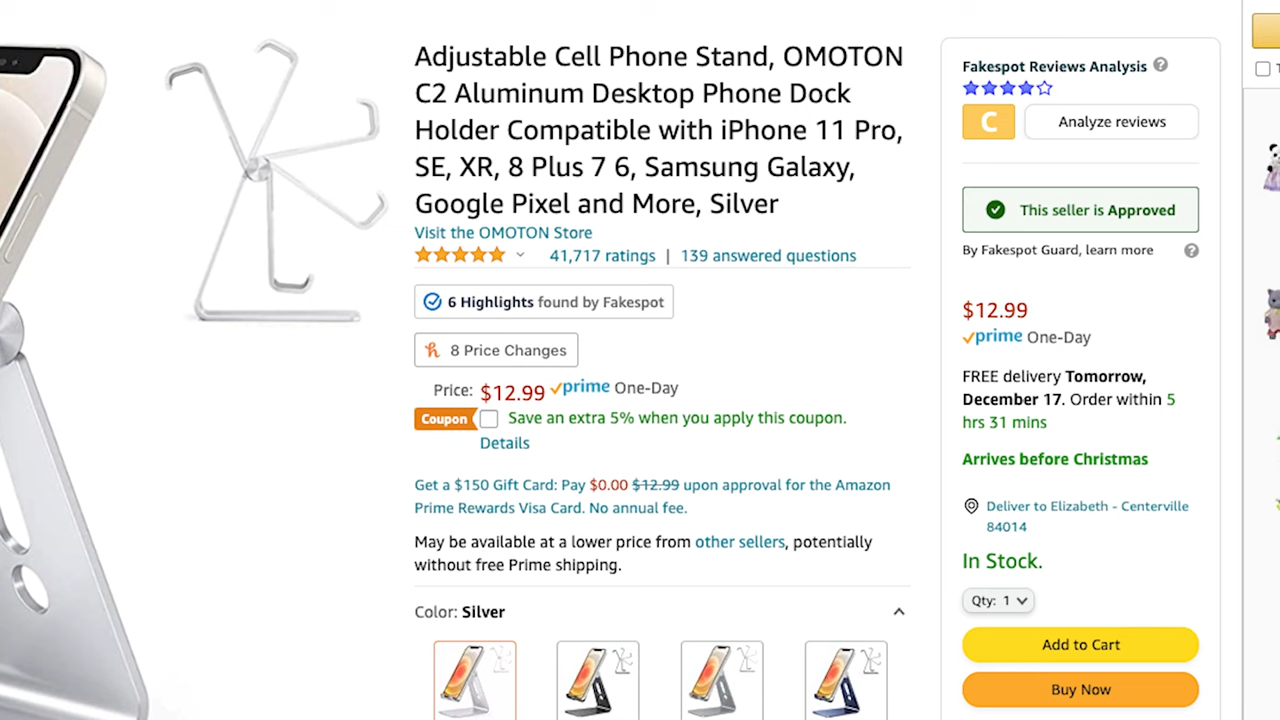 Adjustable Cell Phone Stand, OMOTON
C2 Aluminum Desktop Phone Dock
Holder Compatible with iPhone 11 Pro,
SE, XR, 8 Plus 7 6, Samsung Galaxy,
Google Pixel and More, Silver
Visit the OMOTON Store
41,717 ratings | 139 answered questions
6 Highlights found by Fakespot
8 Price Changes
Price: $12.99 prime One-Day
Coupon Save an extra 5% when you apply this coupon.
Details
Get a $150 Gift Card: Pay $0.00 $12.99 upon approval for the Amazon
Prime Rewards Visa Card. No annual fee.
May be available at a lower price from other sellers, potentially
without free Prime shipping.
Color: Silver
Fakespot Reviews Analysis ?
C Analyze reviews
This seller is Approved
By Fakespot Guard, learn more ?
$12.99
prime One-Day
FREE delivery Tomorrow,
December 17. Order within 5
hrs 31 mins
Arrives before Christmas
Deliver to Elizabeth - Centerville
84014
In Stock.
Qty: 1
Add to Cart
Buy Now